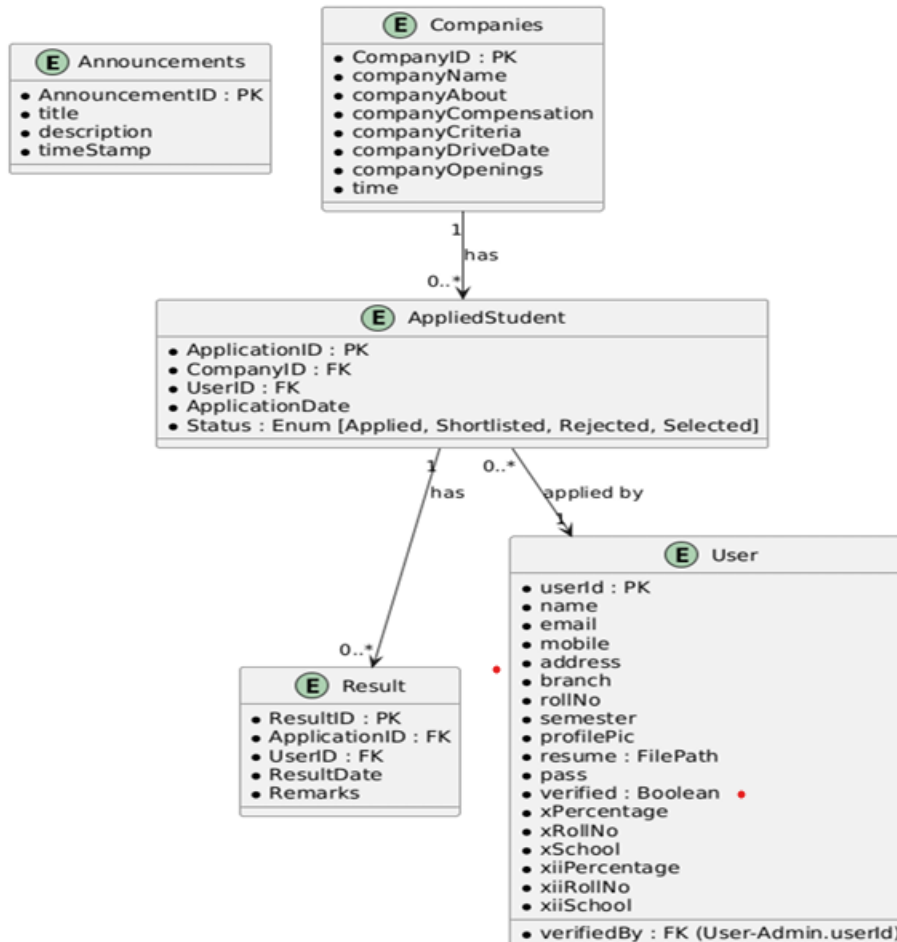 E Announcements
• AnnouncementID : PK
• title
• description
• timeStamp
E Companies
• CompanyID : PK
• companyName
• companyAbout
• companyCompensation
• companyCriteria
• companyDriveDate
• companyOpenings
• time
1
has
0..*
E AppliedStudent
• ApplicationID : PK
• CompanyID : FK
• UserID : FK
• ApplicationDate
• Status : Enum [Applied, Shortlisted, Rejected, Selected]
1
has
0..*
0..*
applied by
1
E Result
• ResultID : PK
• ApplicationID : FK
• UserID : FK
• ResultDate
• Remarks
E User
• userId : PK
• name
• email
• mobile
• address
• branch
• rollNo
• semester
• profilePic
• resume : FilePath
• pass
• verified : Boolean
• xPercentage
• xRollNo
• xSchool
• xiiPercentage
• xiiRollNo
• xiiSchool
• verifiedBy : FK (User-Admin.userId)